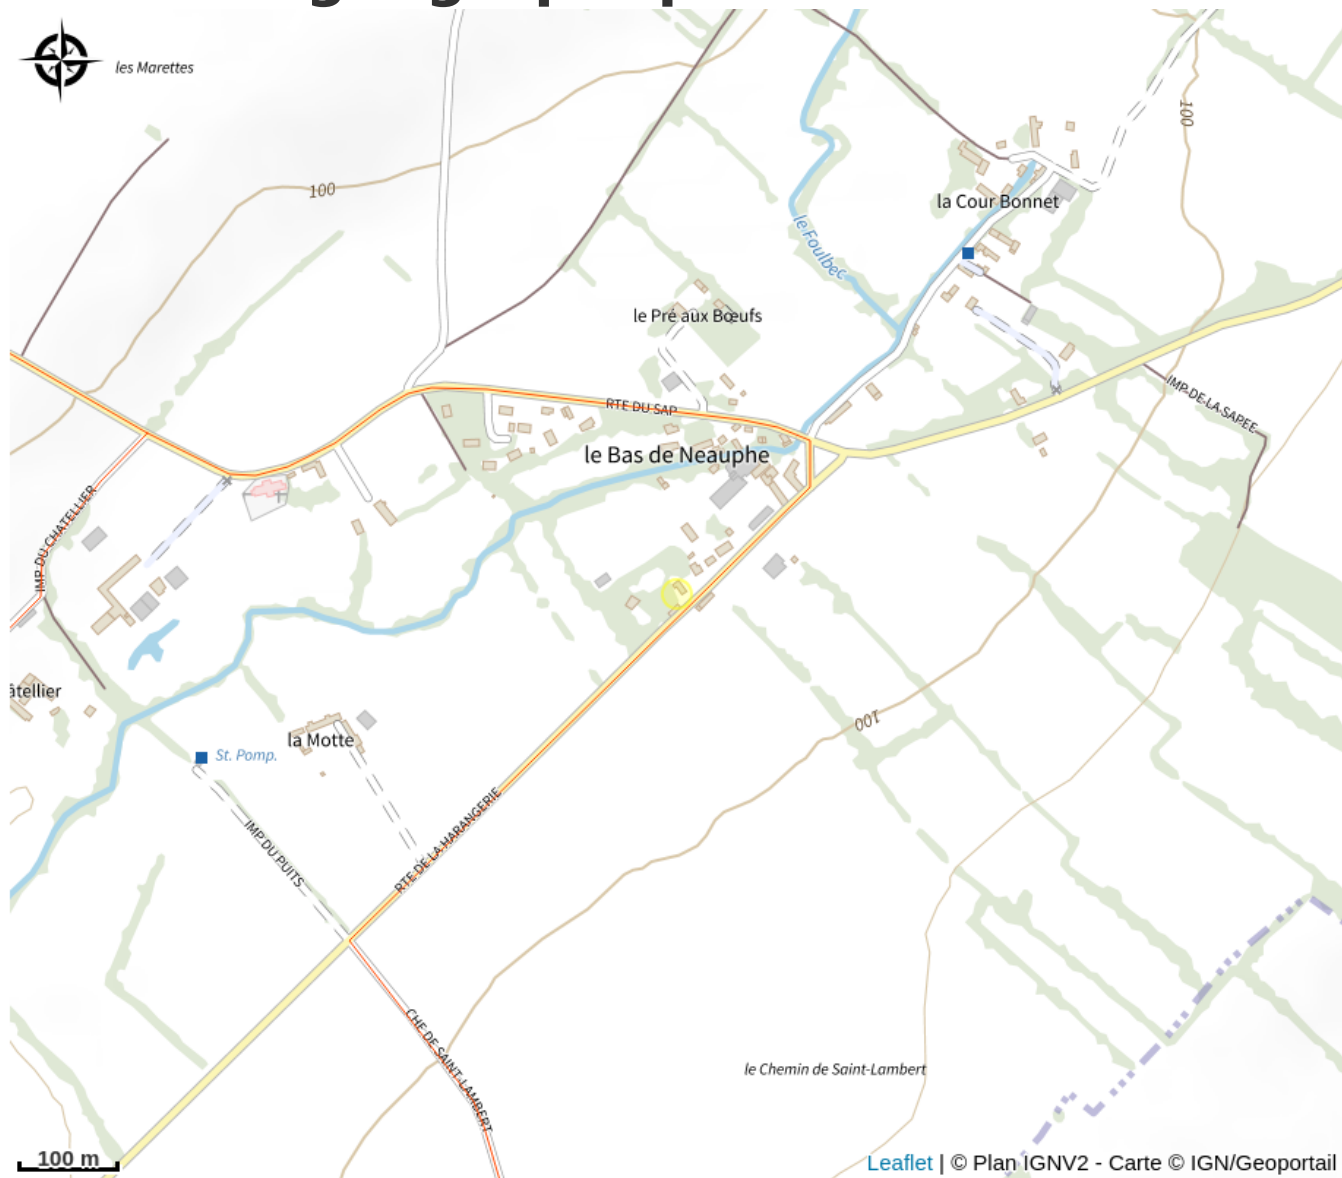 les Marettes
100
100
la Cour Bonnet
le Foulbec
le Pré aux Bœufs
IMP DE LA SAPEE
RTE DU SAP
le Bas de Neauphe
IMP DU CHATELLIER
âtellier
100
la Motte
St. Pomp.
IMP DU PUITS
RTE DE LA HARANGERIE
CHE DE SAINT-LAMBERT
le Chemin de Saint-Lambert
100 m
Leaflet | © Plan IGNV2 - Carte © IGN/Geoportail